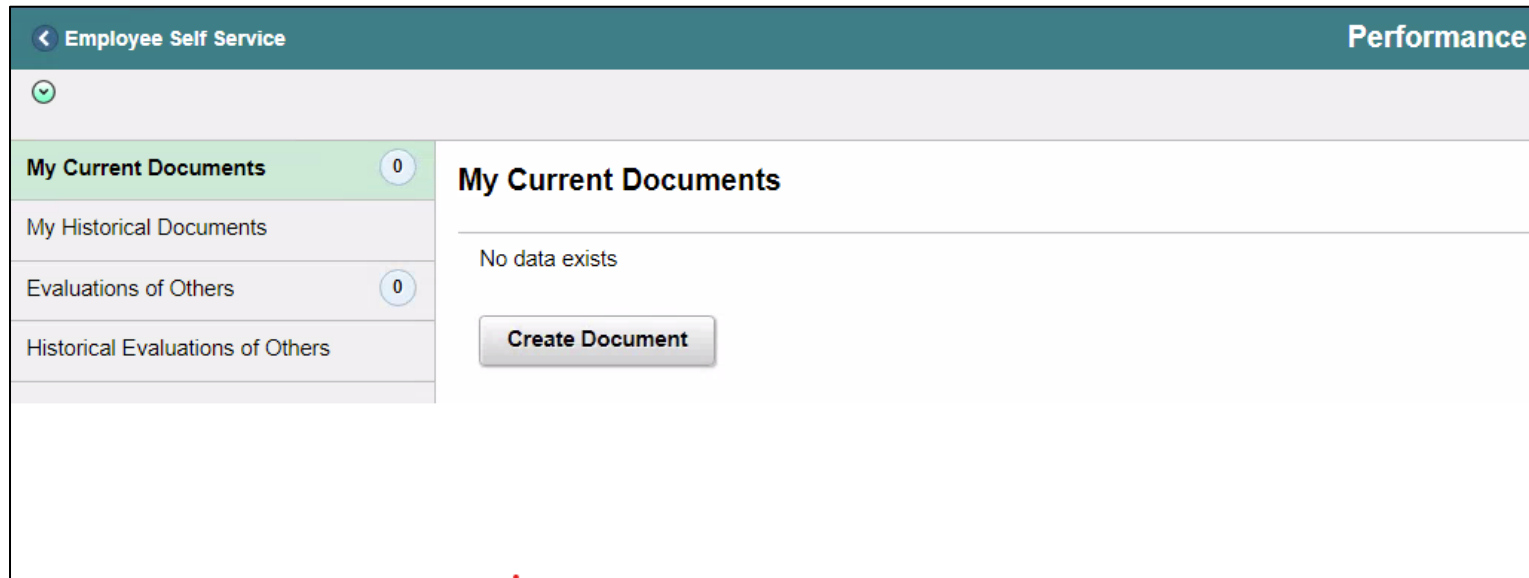 Employee Self Service
Performance
My Current Documents 0
My Historical Documents
Evaluations of Others 0
Historical Evaluations of Others
My Current Documents
No data exists
Create Document